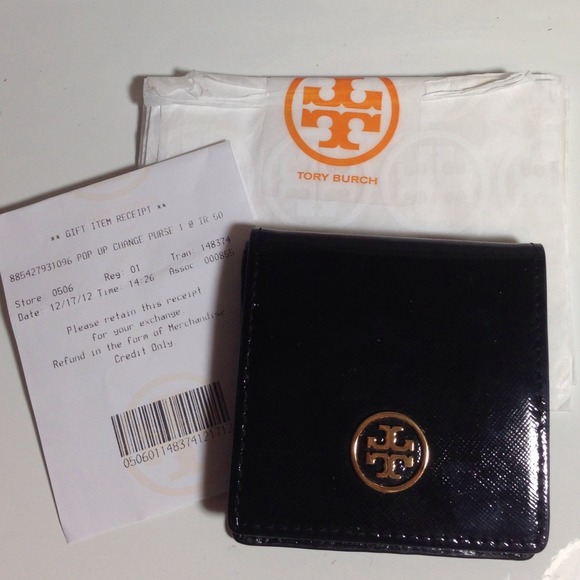 TORY BURCH
** GIFT ITEM RECEIPT **
885427931096 POP UP CHANGE PURSE 1 @ TR 50
Store: 0506 Reg: 01 Tran: 148374
Date: 12/17/12 Time: 14:26 Assoc: 000855
Please retain this receipt
for your exchange.
Refund in the form of Merchandise
Credit Only.